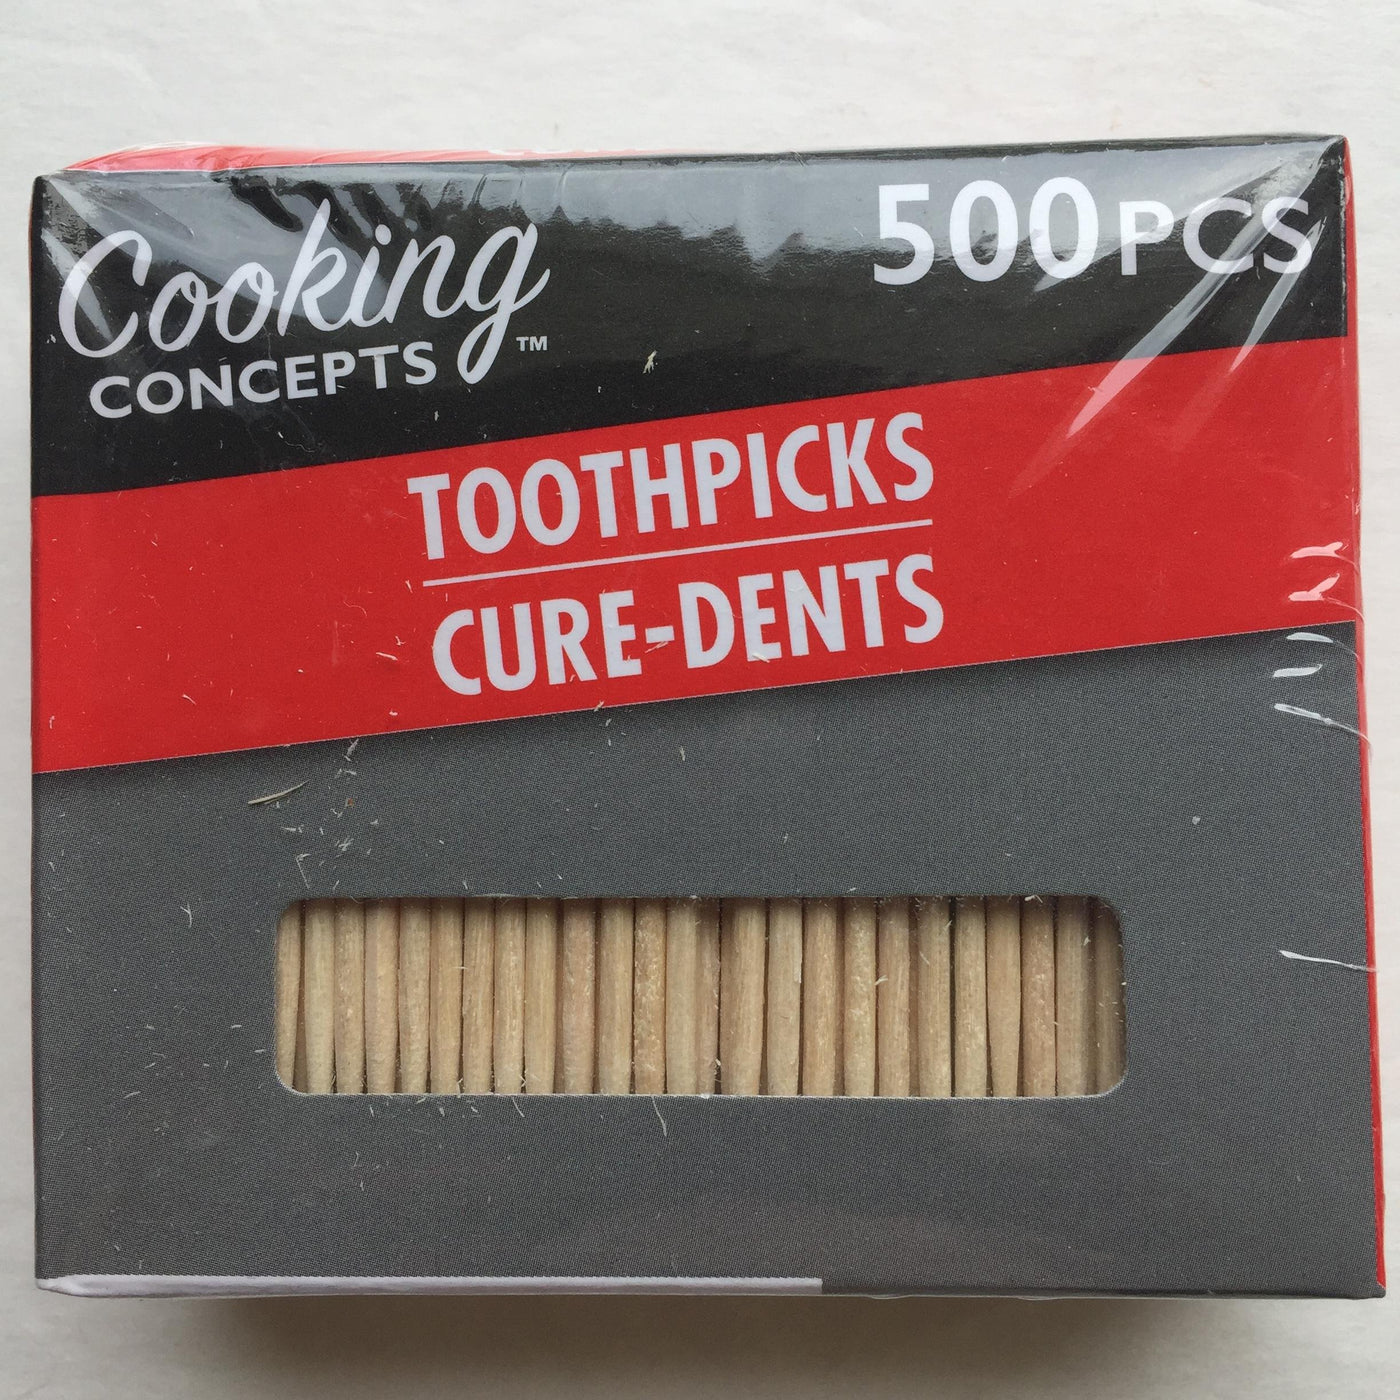 Cooking
CONCEPTS™
500PCS
TOOTHPICKS
CURE-DENTS